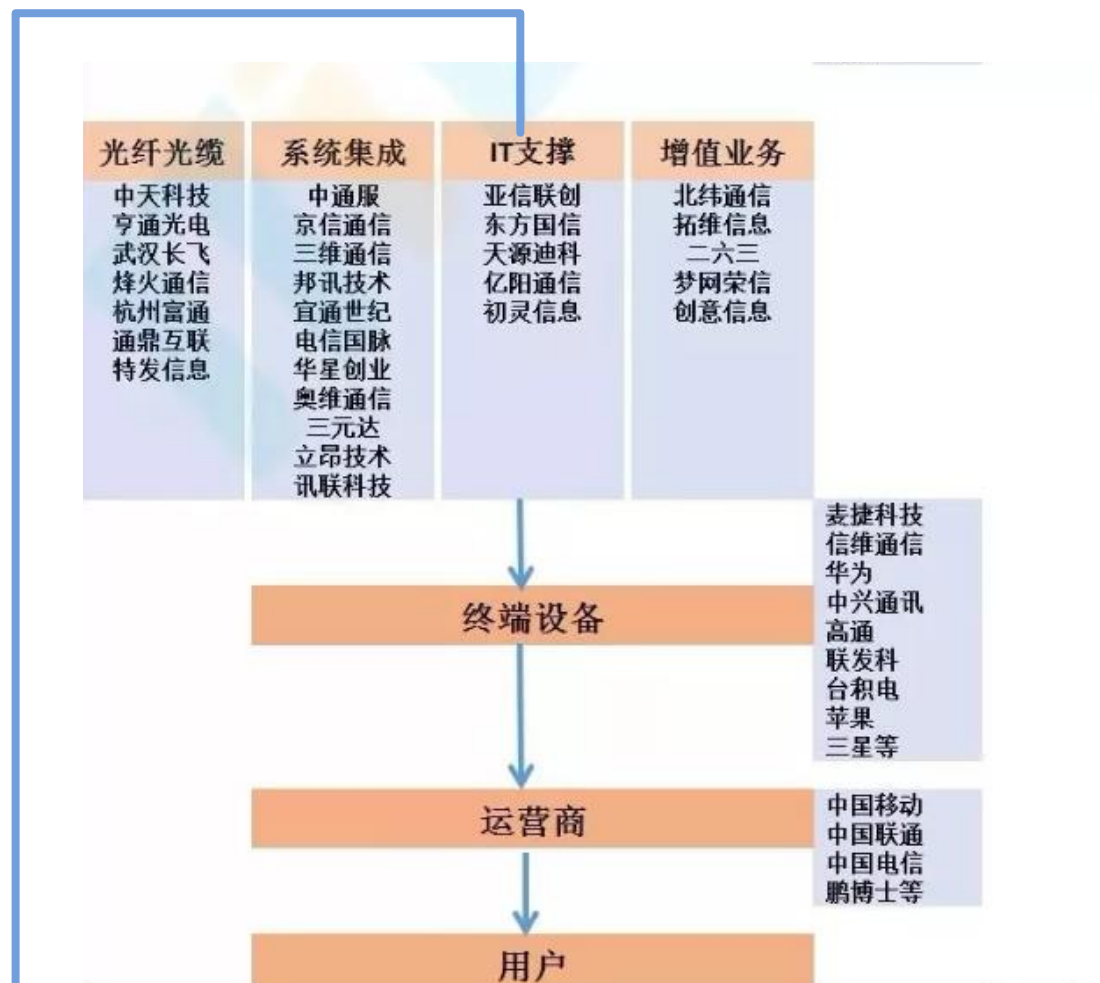 光纤光缆
中天科技
亨通光电
武汉长飞
烽火通信
杭州富通
通鼎互联
特发信息
系统集成
中通服
京信通信
三维通信
邦讯技术
宜通世纪
电信国脉
华星创业
奥维通信
三元达
立昂技术
讯联科技
IT支撑
亚信联创
东方国信
天源迪科
亿阳通信
初灵信息
增值业务
北纬通信
拓维信息
二六三
梦网荣信
创意信息
终端设备
麦捷科技
信维通信
华为
中兴通讯
高通
联发科
台积电
苹果
三星等
运营商
中国移动
中国联通
中国电信
鹏博士等
用户